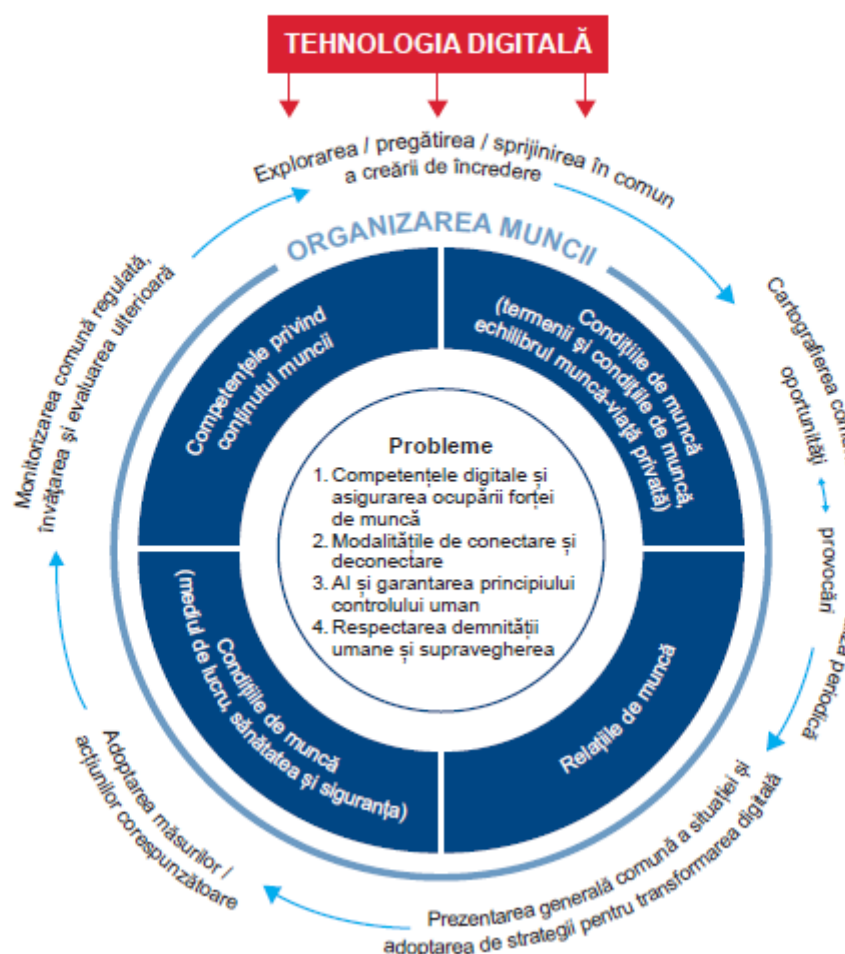 TEHNOLOGIA DIGITALĂ
Explorarea / pregătirea / sprijinirea în comun
a creării de încredere
ORGANIZAREA MUNCII
Cartografierea
oportunități
provocări
periodică
Prezentarea generală comună a situației și
adoptarea de strategii pentru transformarea digitală
Adoptarea măsurilor /
acțiunilor corespunzătoare
Monitorizarea comună regulată,
învățarea și evaluarea ulterioară
Competențele privind
conținutul muncii
Condițiile de muncă
(termenii și condițiile de muncă,
echilibrul muncă-viață privată)
Relațiile de muncă
Condițiile de muncă
(mediul de lucru, sănătatea și siguranța)
Probleme
1. Competențele digitale și
asigurarea ocupării forței
de muncă
2. Modalitățile de conectare și
deconectare
3. AI și garantarea principiului
controlului uman
4. Respectarea demnității
umane și supravegherea